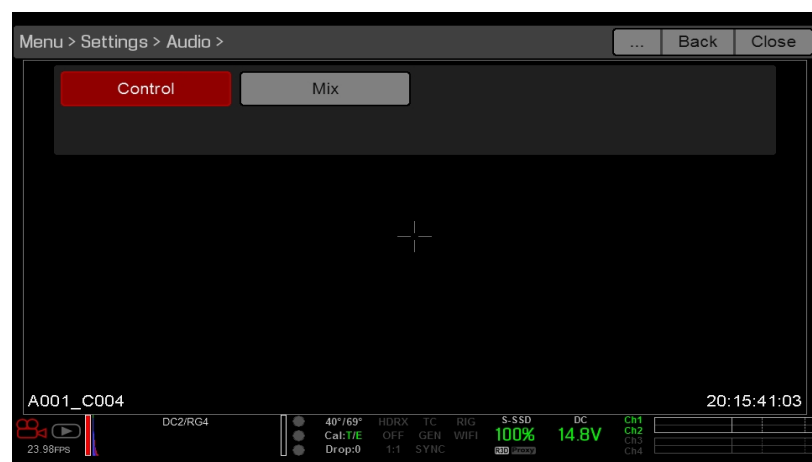 Menu > Settings > Audio >
... Back Close
Control Mix
A001_C004 20:15:41:03
DC2/RG4
23.98FPS
40°/69° HDRX TC RIG
Cal:T/E OFF GEN WIFI
Drop:0 1:1 SYNC
S-SSD
100%
R3D Proxy
DC
14.8V
Ch1
Ch2
Ch3
Ch4